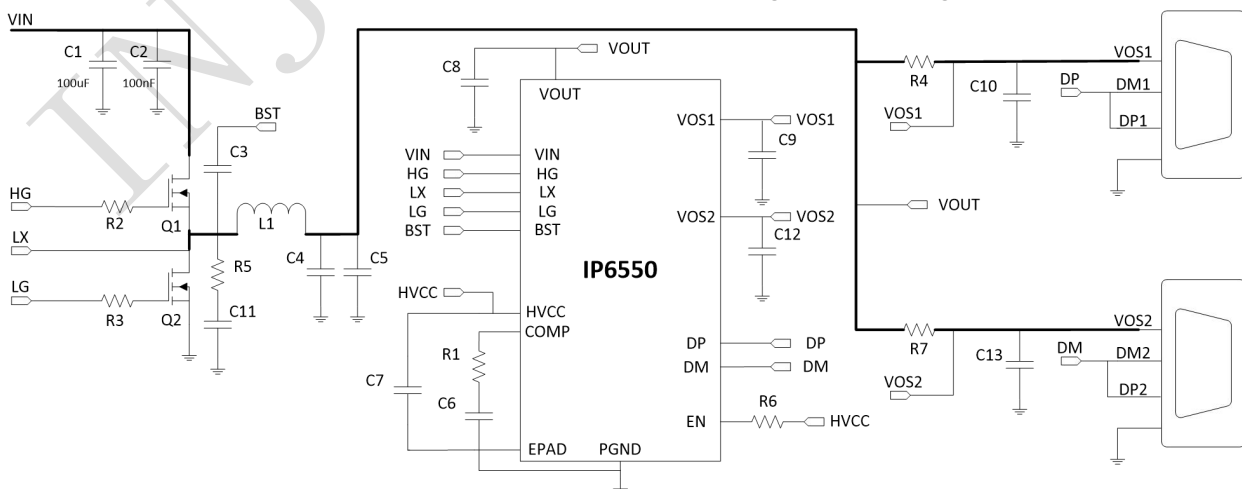 VIN
C1
100uF
C2
100nF
BST
C3
HG
R2
Q1
LX
L1
R5
C4
C5
LG
R3
Q2
C11
C8
VOUT
VOUT
VIN
HG
LX
LG
BST
VIN
HG
LX
LG
BST
IP6550
HVCC
HVCC
COMP
R1
C7
C6
EPAD
PGND
VOS1
VOS1
C9
VOS2
VOS2
C12
DP
DP
DM
DM
EN
R6
HVCC
R4
VOS1
C10
VOS1
DP
DM1
DP1
VOUT
R7
VOS2
C13
VOS2
DM
DM2
DP2
INJ